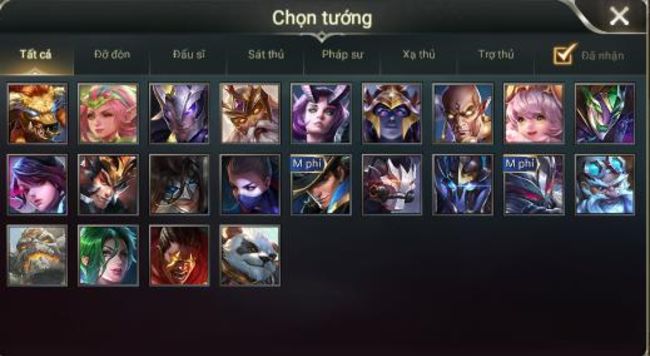 Chọn tướng
Tất cả Đỡ đòn Đấu sĩ Sát thủ Pháp sư Xạ thủ Trợ thủ Đã nhận
M phí M phí